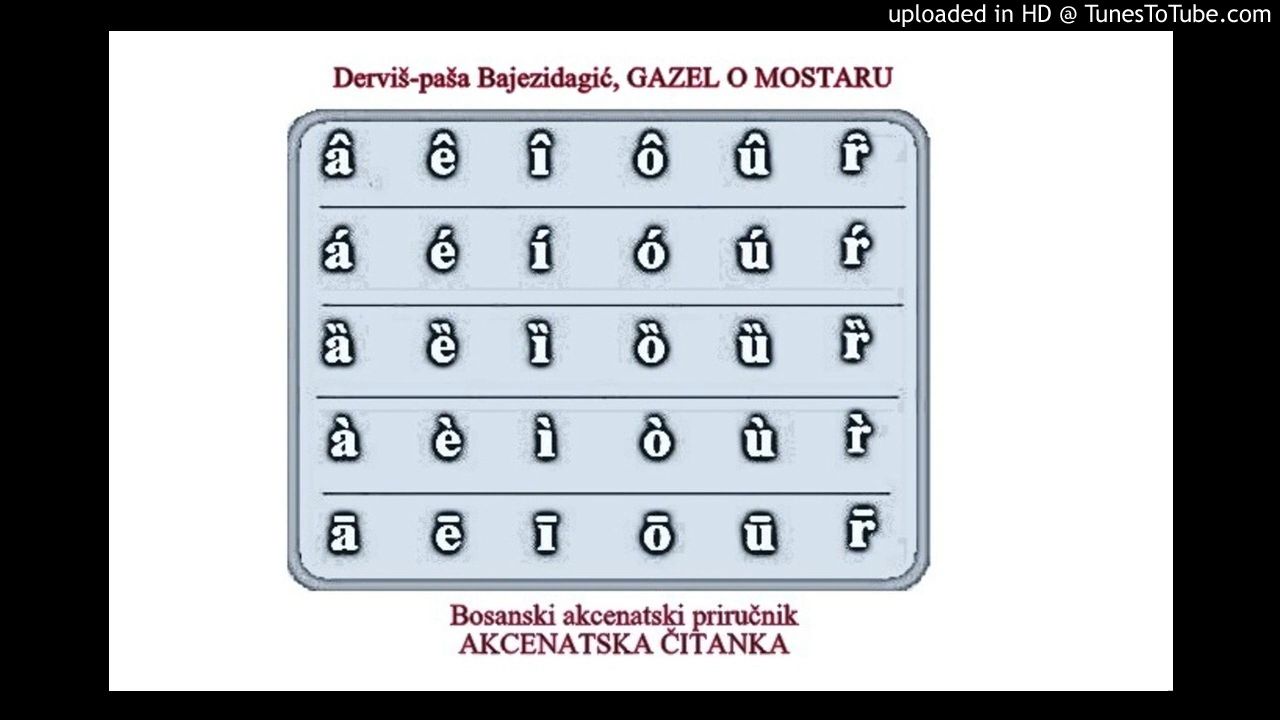 uploaded in HD @ TunesToTube.com
Derviš-paša Bajezidagić, GAZEL O MOSTARU
â ê î ô û r̂
á é í ó ú ŕ
ȁ ȅ ȉ ȍ ȕ ȑ
à è ì ò ù r̀
ā ē ī ō ū r̄
Bosanski akcenatski priručnik
AKCENATSKA ČITANKA